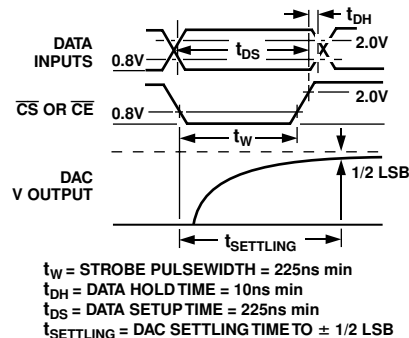 t_DH
DATA INPUTS
0.8V
t_DS
X
2.0V
C̅S̅ OR C̅E̅
0.8V
2.0V
t_W
DAC V OUTPUT
1/2 LSB
t_SETTLING
t_W = STROBE PULSEWIDTH = 225ns min
t_DH = DATA HOLD TIME = 10ns min
t_DS = DATA SETUP TIME = 225ns min
t_SETTLING = DAC SETTLING TIME TO ± 1/2 LSB